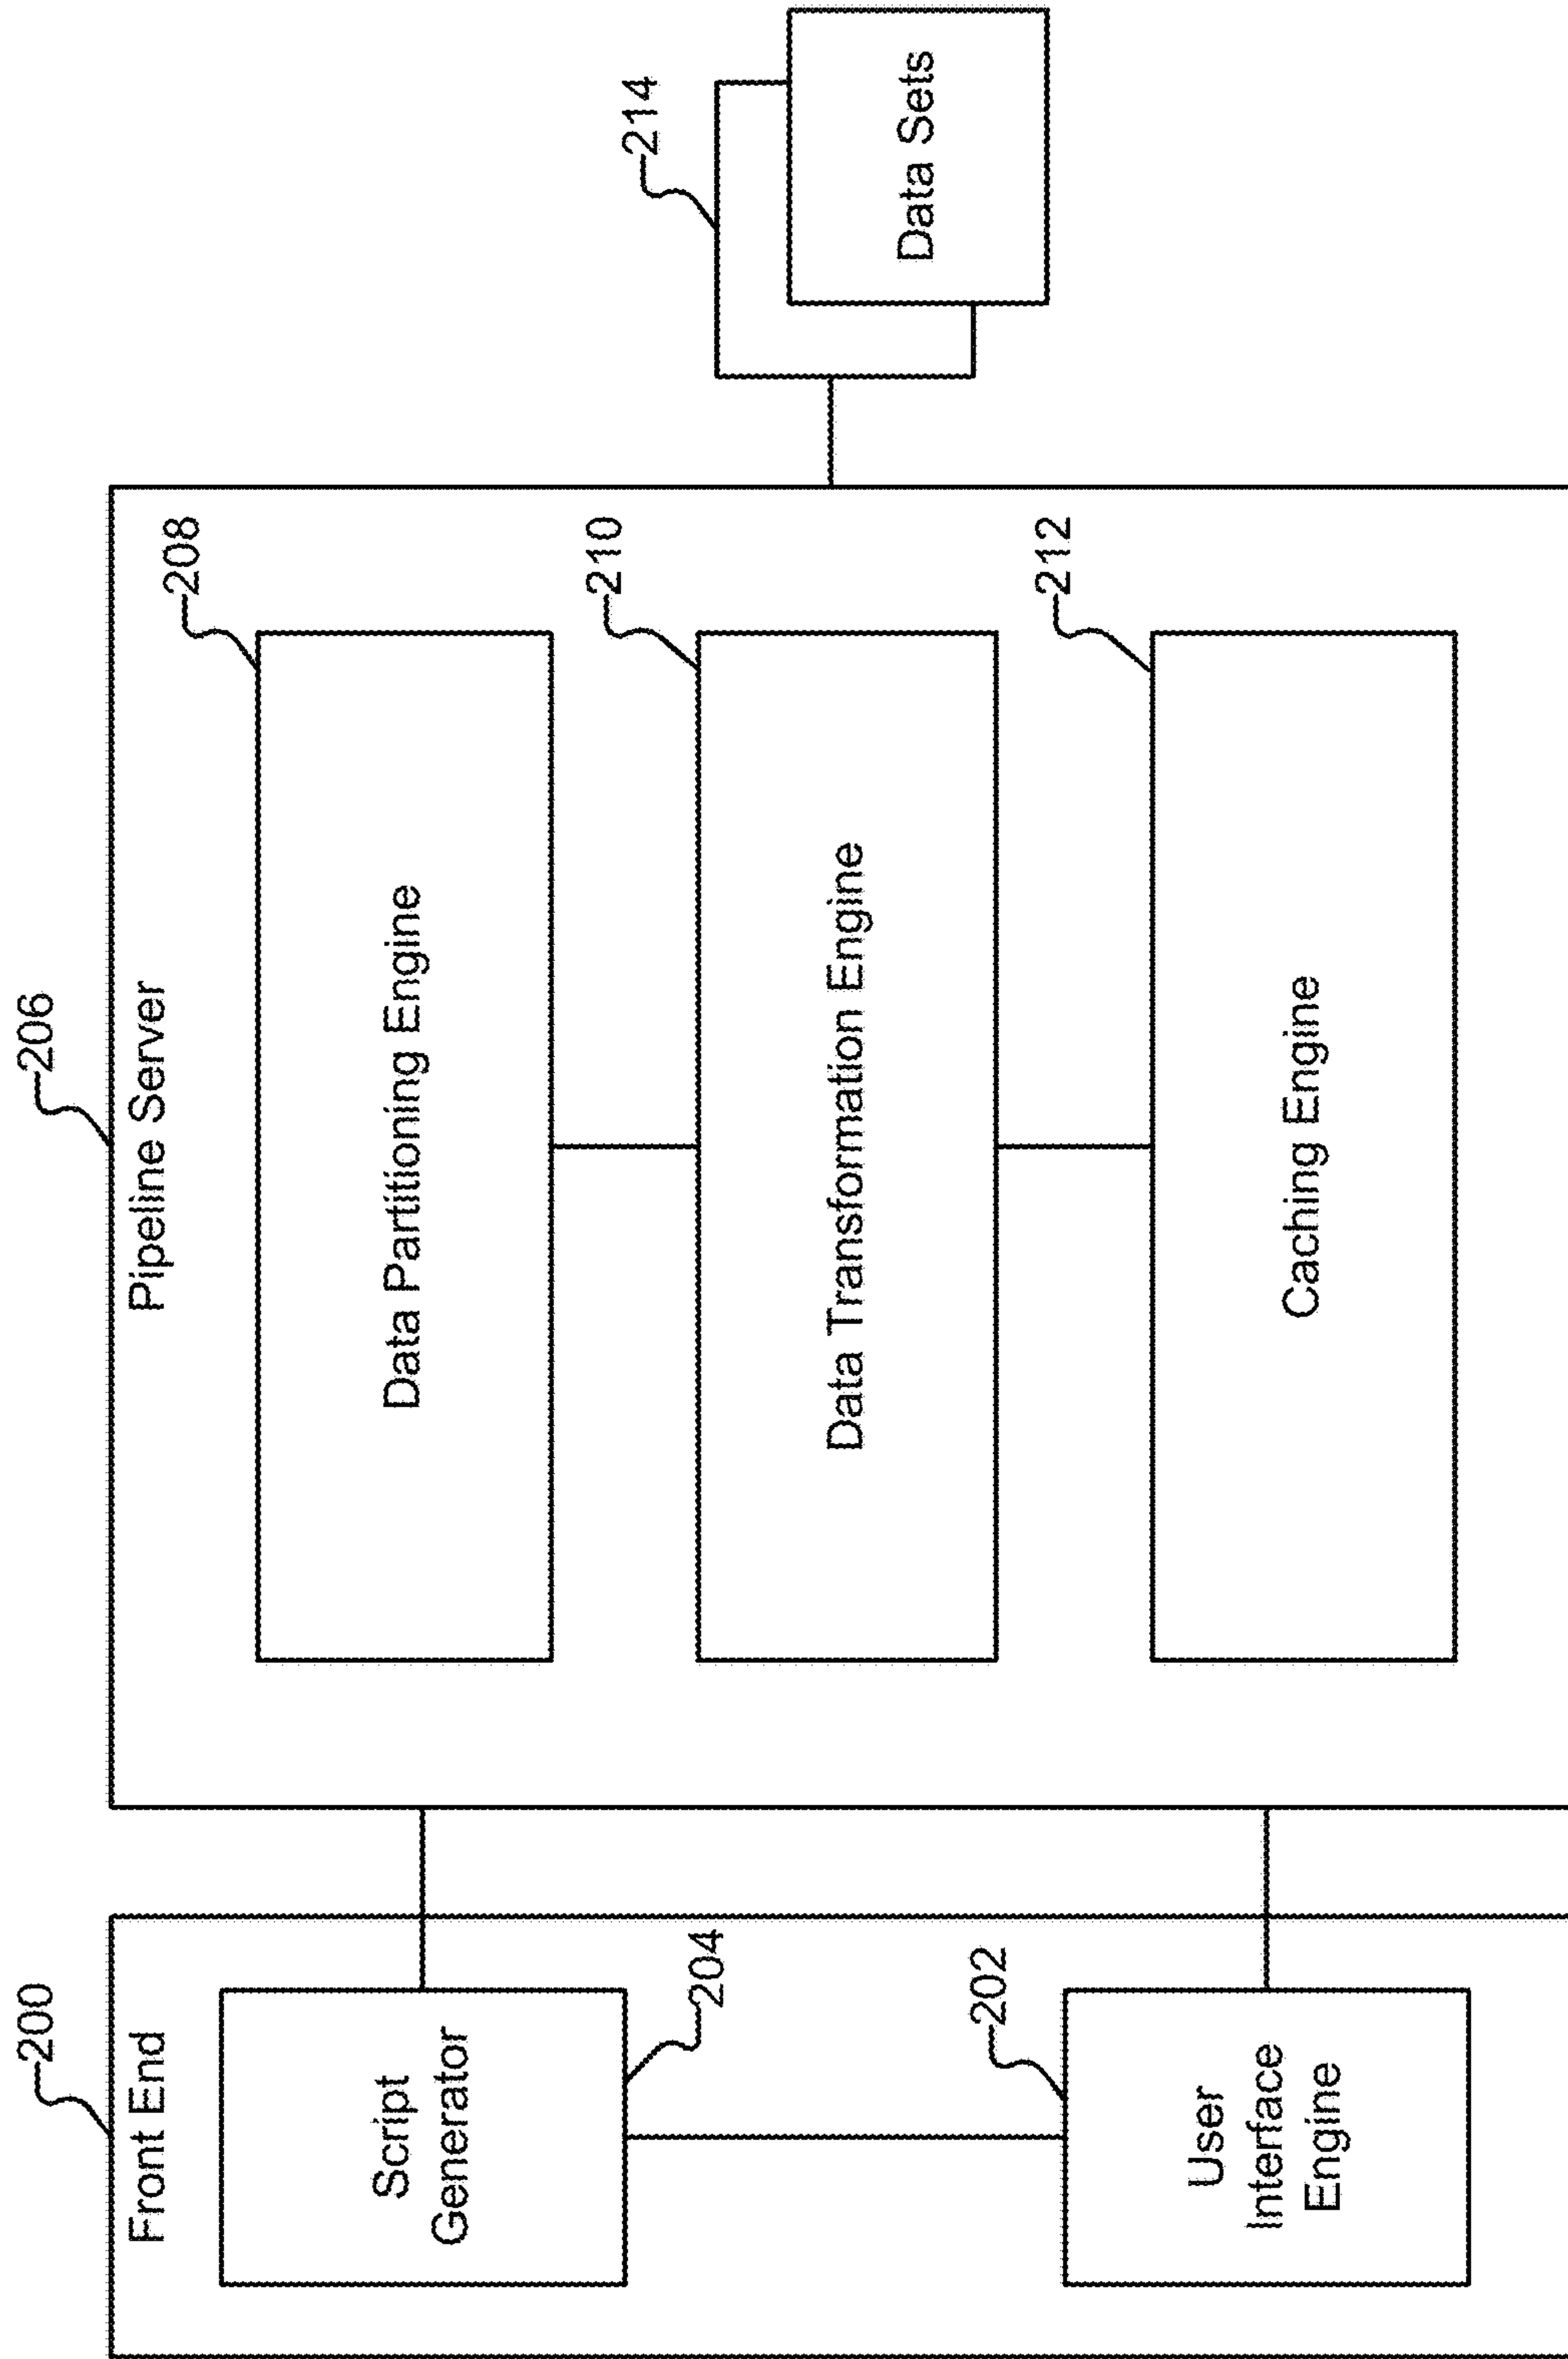 200
Front End
Script
Generator
204
202
User
Interface
Engine
206
Pipeline Server
208
Data Partitioning Engine
210
Data Transformation Engine
212
Caching Engine
214
Data Sets